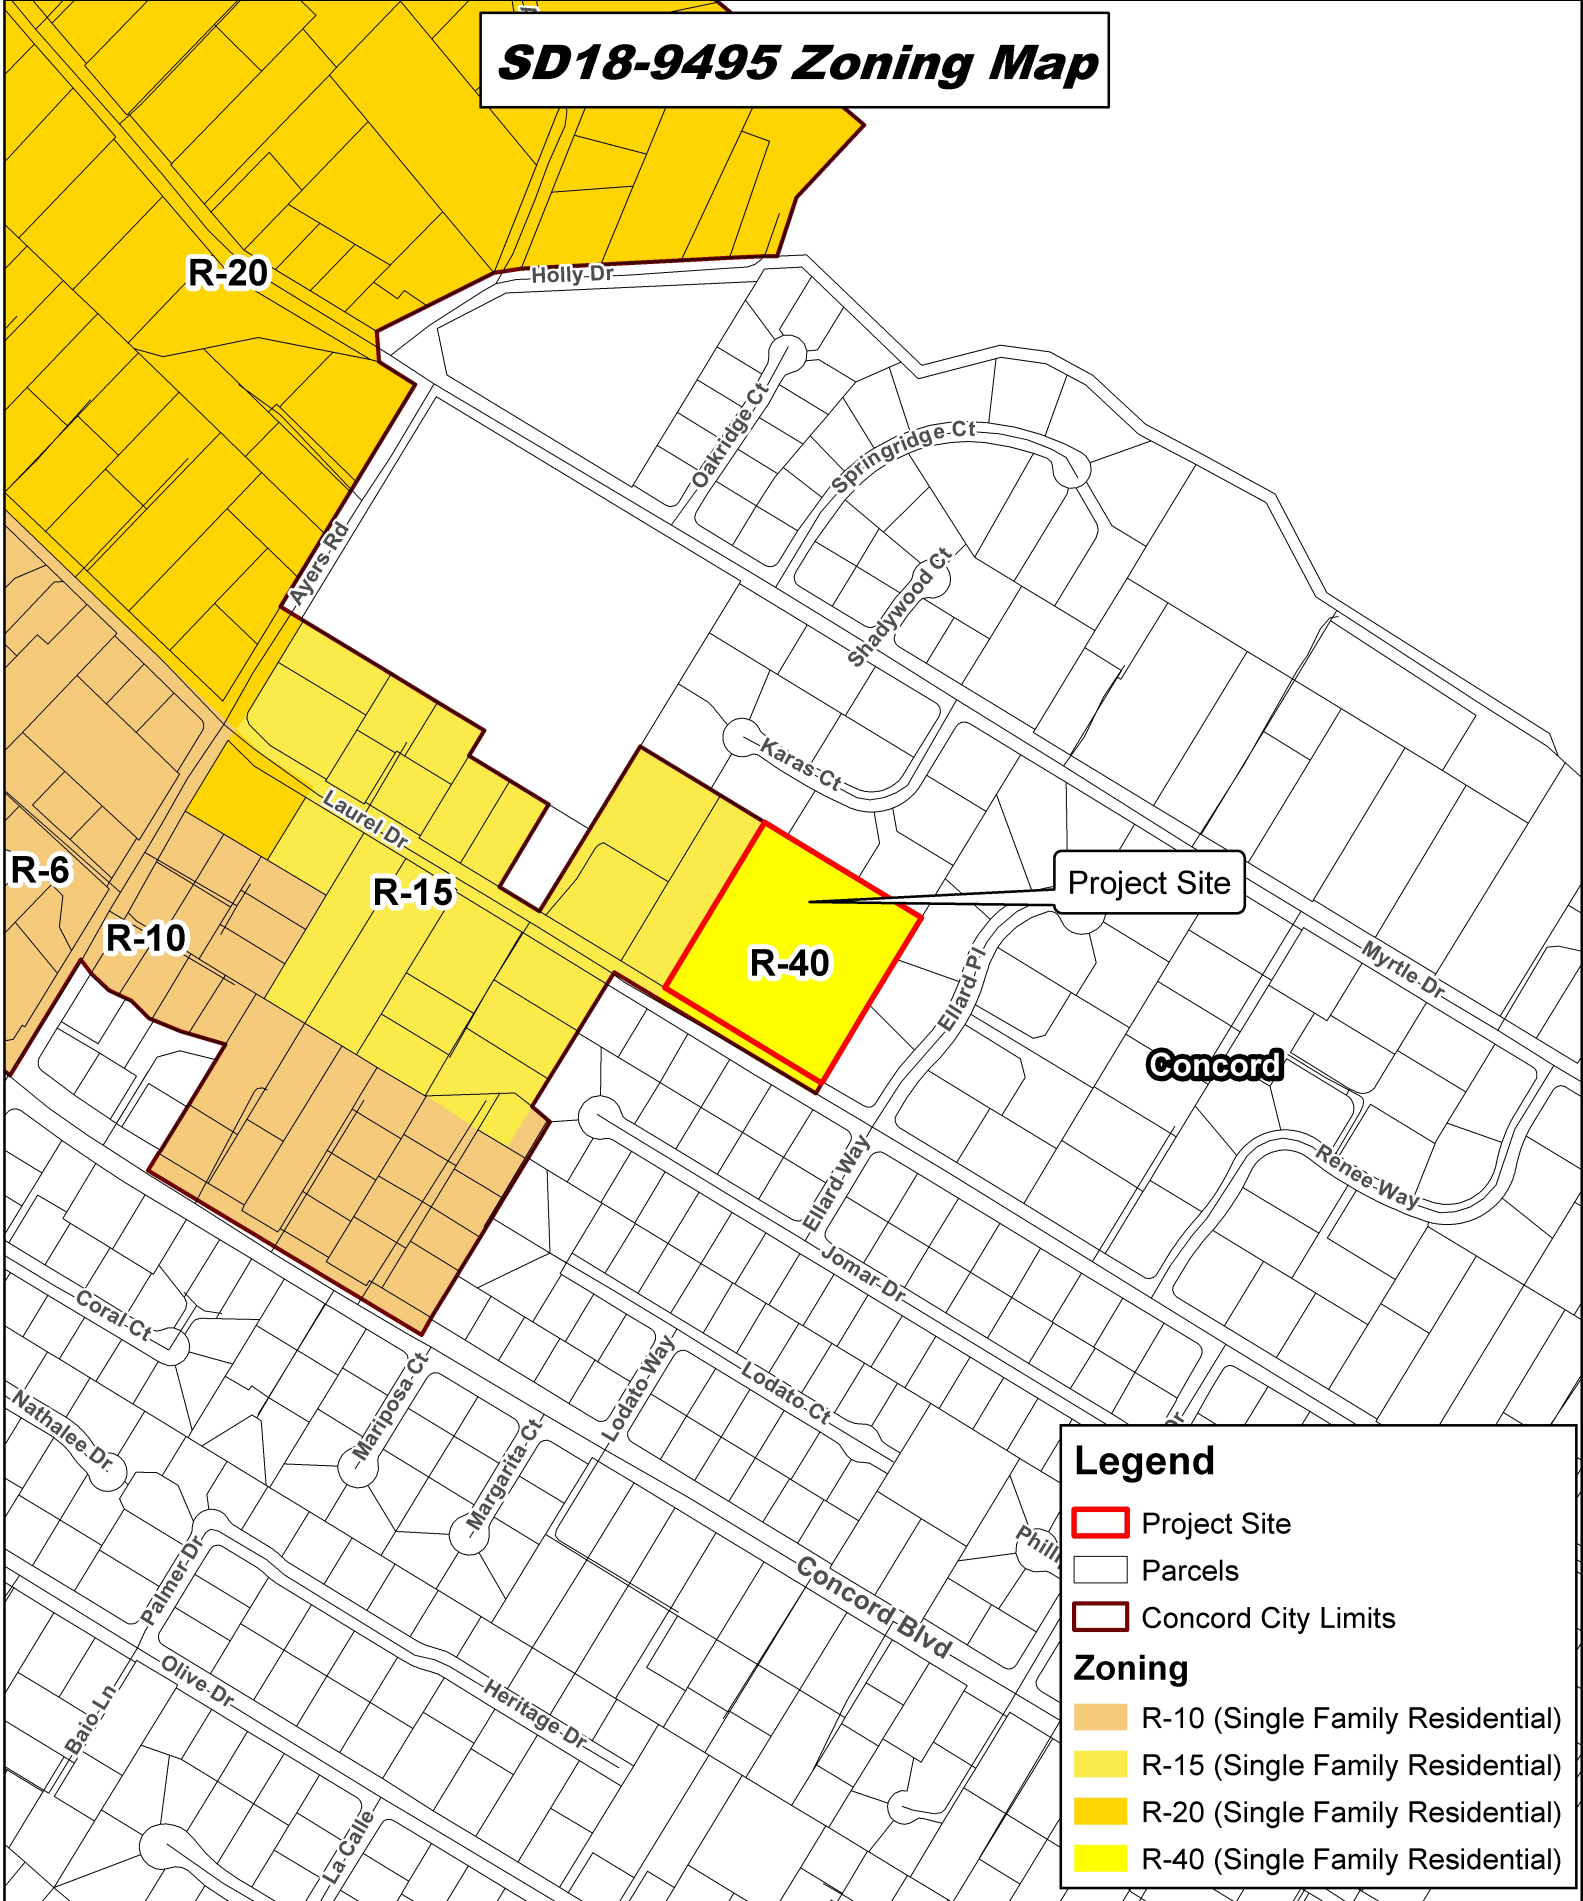 SD18-9495 Zoning Map
R-20
Holly Dr
Oakridge Ct
Springridge Ct
Ayers Rd
Shadywood Ct
Karas Ct
Laurel Dr
R-6
R-15
Project Site
R-10
R-40
Myrtle Dr
Ellard Pl
Concord
Ellard Way
Renee Way
Jomar Dr
Coral Ct
Mariposa Ct
Lodato Way
Lodato Ct
Nathalee Dr
Margarita Ct
Dr
Palmer Dr
Concord Blvd
Olive Dr
Heritage Dr
Baio Ln
La Calle
Legend
Project Site
Parcels
Concord City Limits
Zoning
R-10 (Single Family Residential)
R-15 (Single Family Residential)
R-20 (Single Family Residential)
R-40 (Single Family Residential)